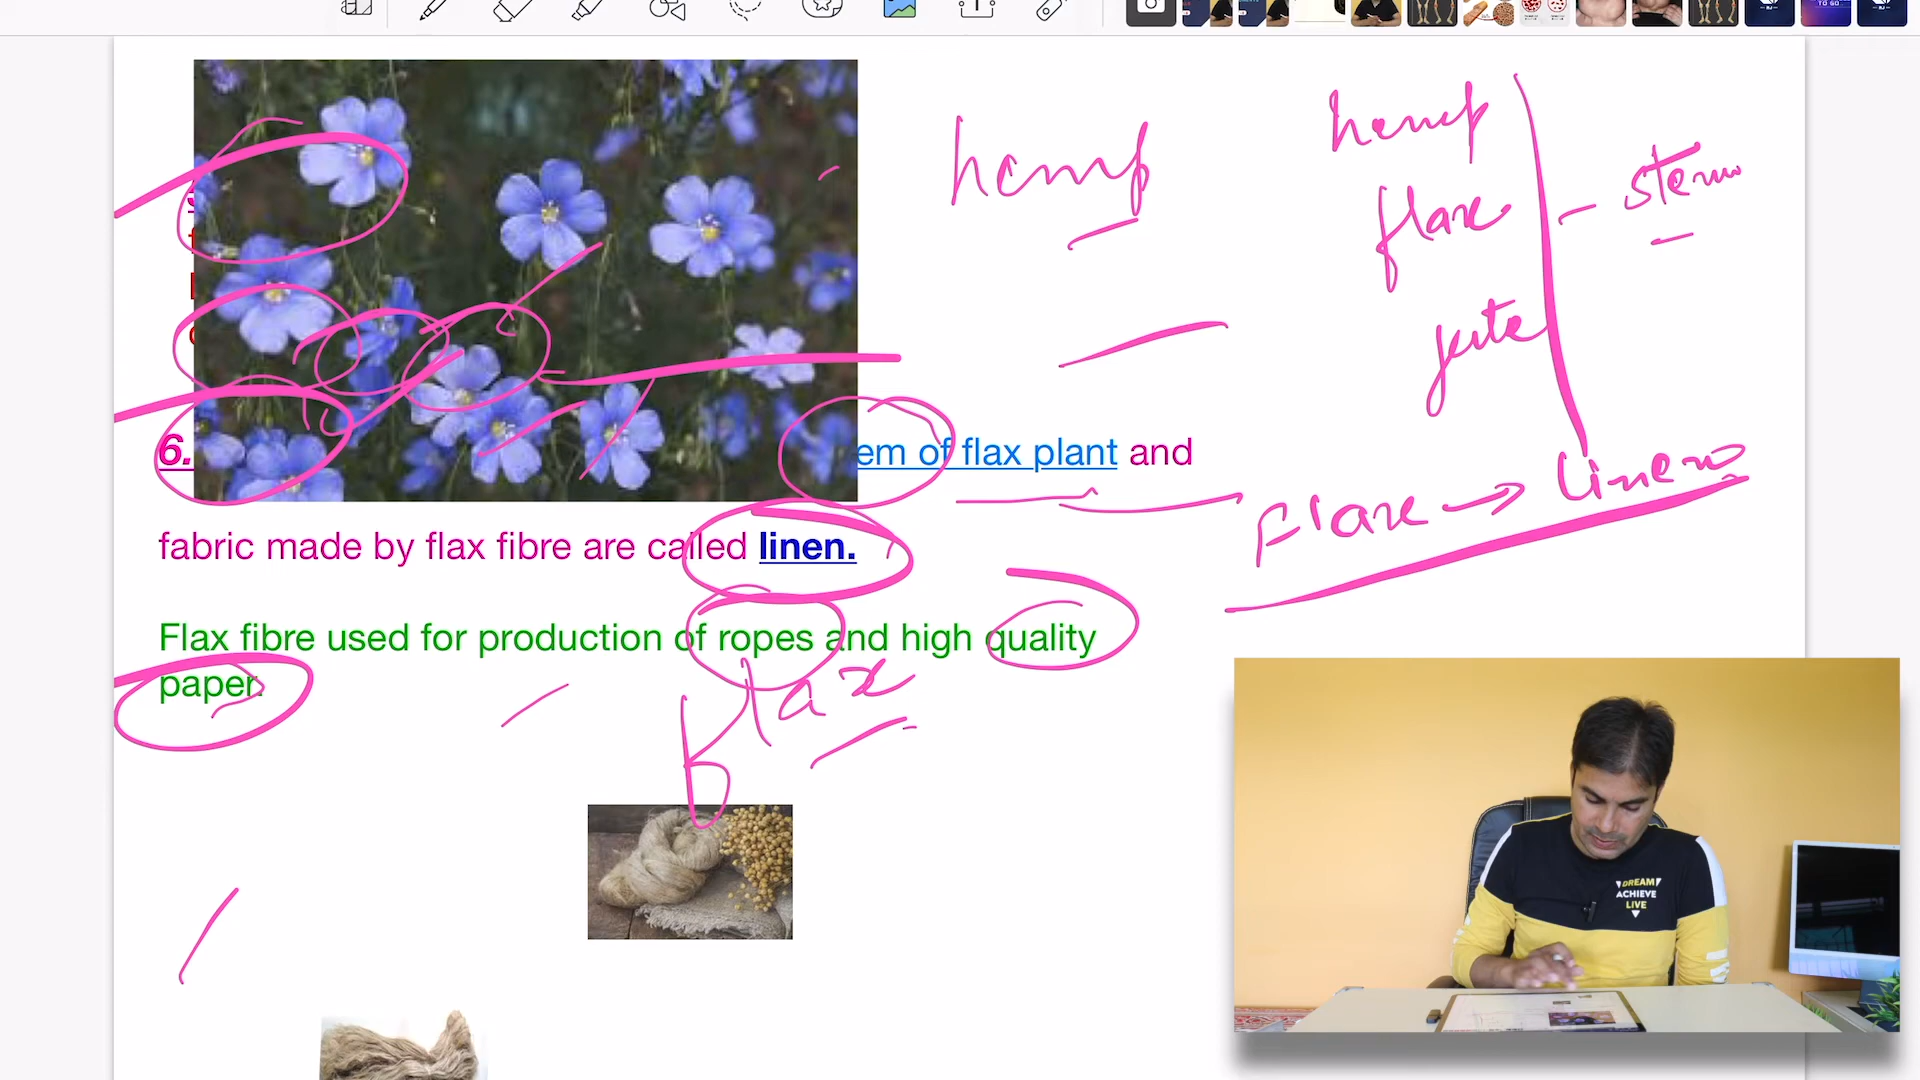 hemp
hemp
flax
stem
jute
6.
em of flax plant and
flax → linen
fabric made by flax fibre are called linen.
Flax fibre used for production of ropes and high quality
paper.
flax
DREAM
ACHIEVE
LIVE